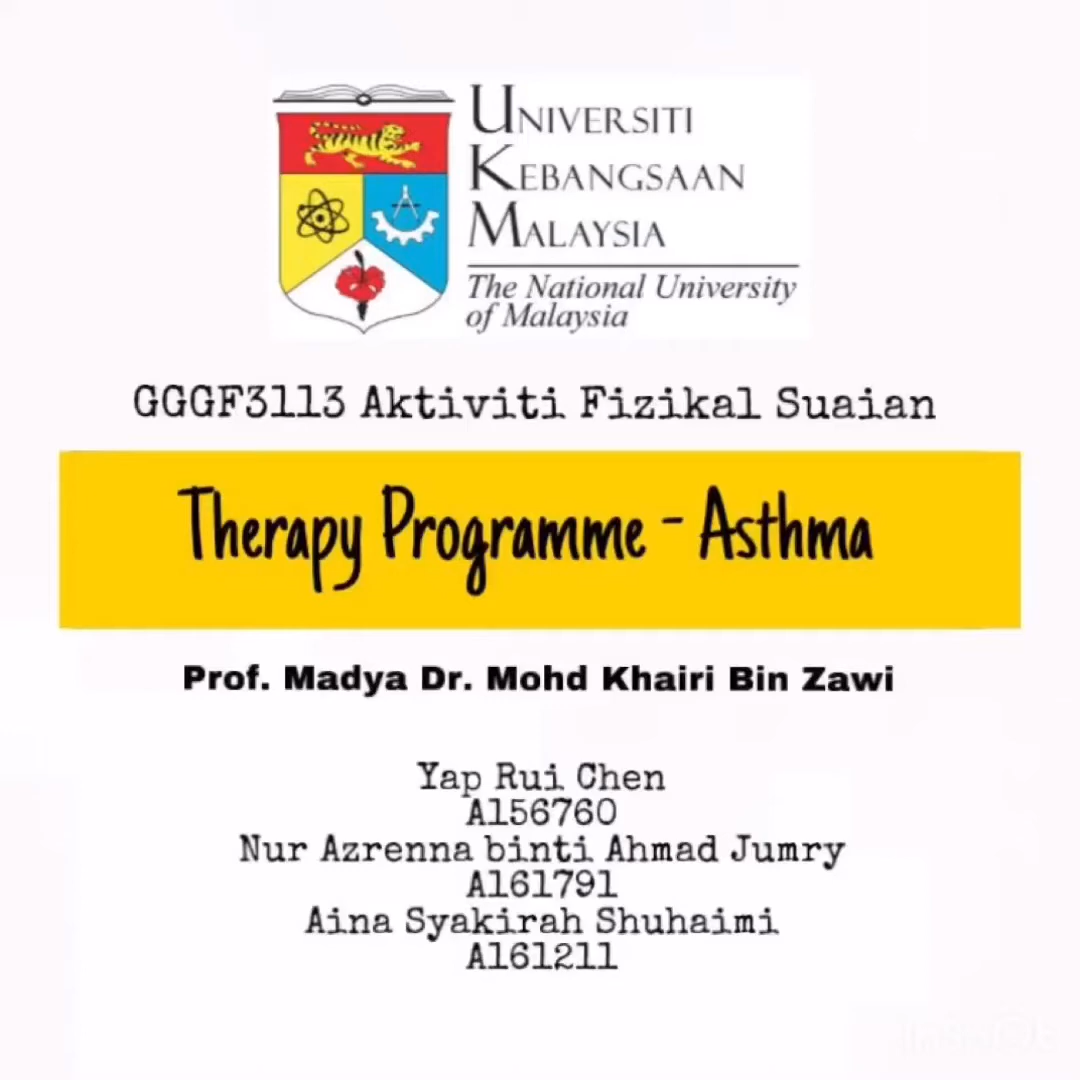 UNIVERSITI
KEBANGSAAN
MALAYSIA
The National University
of Malaysia
GGGF3113 Aktiviti Fizikal Suaian
Therapy Programme - Asthma
Prof. Madya Dr. Mohd Khairi Bin Zawi
Yap Rui Chen
A156760
Nur Azrenna binti Ahmad Jumry
A161791
Aina Syakirah Shuhaimi
A161211